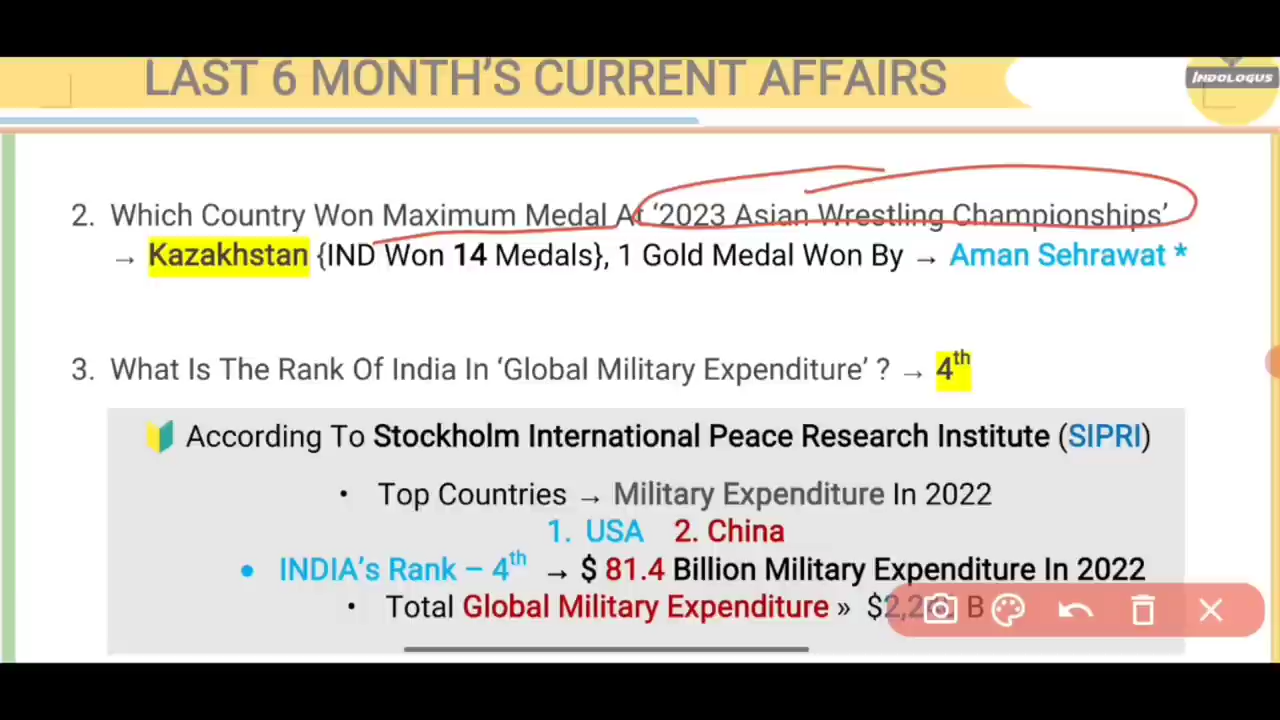 LAST 6 MONTH'S CURRENT AFFAIRS
INDOLOGUS
2. Which Country Won Maximum Medal At '2023 Asian Wrestling Championships'
→ Kazakhstan {IND Won 14 Medals}, 1 Gold Medal Won By → Aman Sehrawat *
3. What Is The Rank Of India In 'Global Military Expenditure' ? → 4th
According To Stockholm International Peace Research Institute (SIPRI)
• Top Countries → Military Expenditure In 2022
1. USA 2. China
• INDIA's Rank – 4th → $ 81.4 Billion Military Expenditure In 2022
• Total Global Military Expenditure » B